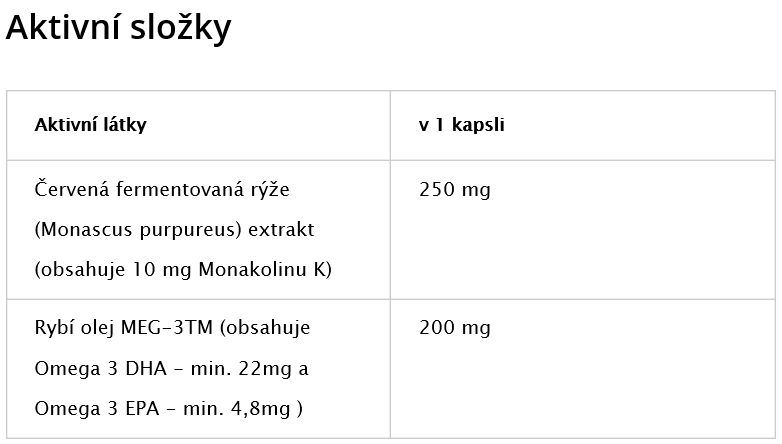 Aktivní složky
Aktivní látky
v 1 kapsli
Červená fermentovaná rýže
(Monascus purpureus) extrakt
(obsahuje 10 mg Monakolinu K)
250 mg
Rybí olej MEG-3TM (obsahuje
Omega 3 DHA - min. 22mg a
Omega 3 EPA - min. 4,8mg )
200 mg